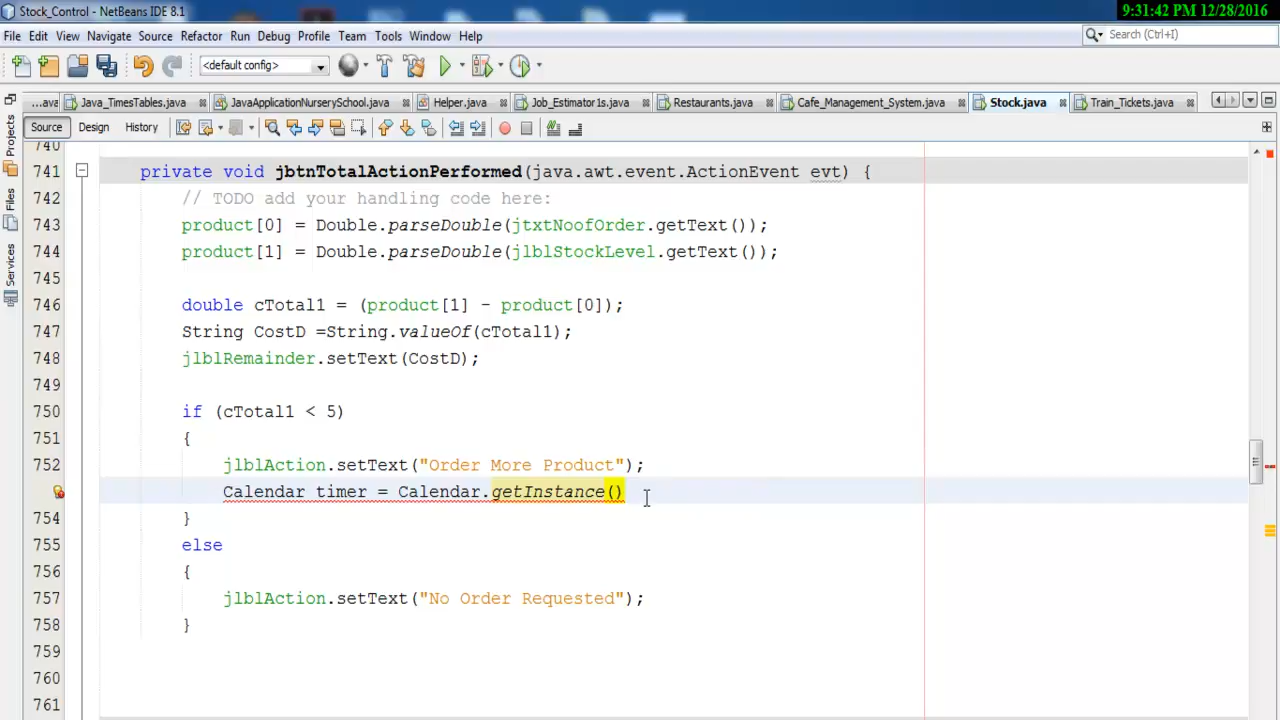 Stock_Control - NetBeans IDE 8.1
9:31:42 PM 12/28/2016
File Edit View Navigate Source Refactor Run Debug Profile Team Tools Window Help
Search (Ctrl+I)
<default config>
...ava Java_TimesTables.java JavaApplicationNurserySchool.java Helper.java Job_Estimator1s.java Restaurants.java Cafe_Management_System.java Stock.java Train_Tickets.java
Source Design History
Projects
Files
Services
740
741 private void jbtnTotalActionPerformed(java.awt.event.ActionEvent evt) {
742 // TODO add your handling code here:
743 product[0] = Double.parseDouble(jtxtNoofOrder.getText());
744 product[1] = Double.parseDouble(jlblStockLevel.getText());
745
746 double cTotal1 = (product[1] - product[0]);
747 String CostD =String.valueOf(cTotal1);
748 jlblRemainder.setText(CostD);
749
750 if (cTotal1 < 5)
751 {
752 jlblAction.setText("Order More Product");
Calendar timer = Calendar.getInstance()
754 }
755 else
756 {
757 jlblAction.setText("No Order Requested");
758 }
759
760
761